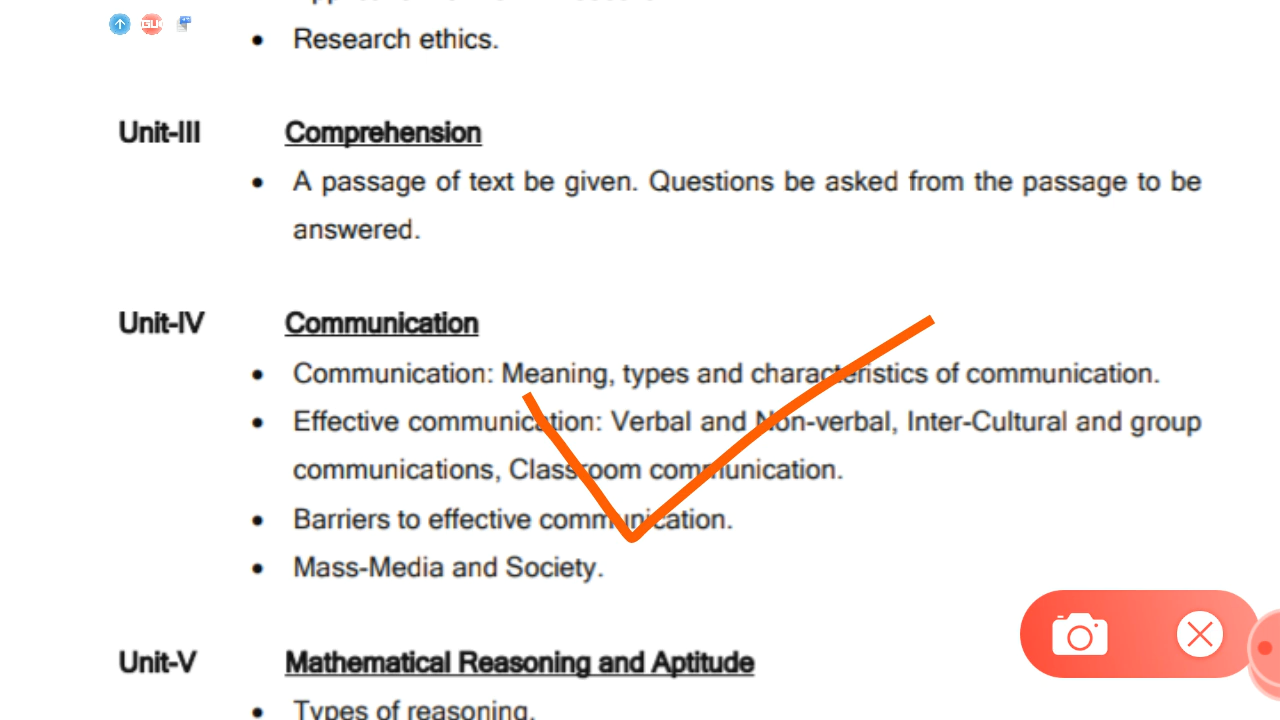 • Research ethics.
Unit-III Comprehension
• A passage of text be given. Questions be asked from the passage to be
answered.
Unit-IV Communication
• Communication: Meaning, types and characteristics of communication.
• Effective communication: Verbal and Non-verbal, Inter-Cultural and group
communications, Classroom communication.
• Barriers to effective communication.
• Mass-Media and Society.
Unit-V Mathematical Reasoning and Aptitude
• Types of reasoning.